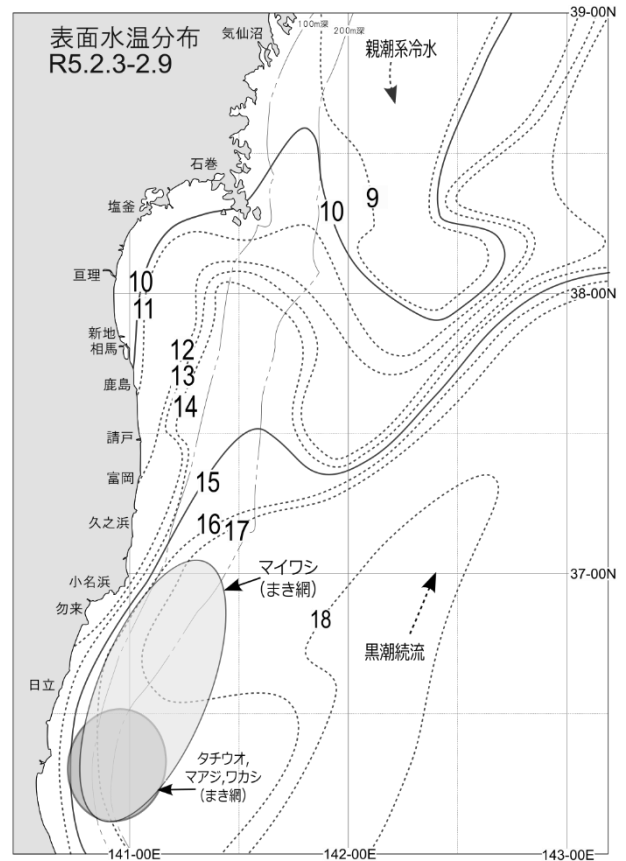 39-00N
表面水温分布
R5.2.3-2.9
気仙沼
100m深
200m深
親潮系冷水
石巻
塩釜
9
10
亘理
10
11
38-00N
新地
相馬
鹿島
12
13
14
請戸
富岡
15
久之浜
16
17
小名浜
勿来
マイワシ
(まき網)
37-00N
18
黒潮続流
日立
タチウオ,
マアジ,ワカシ
(まき網)
141-00E
142-00E
143-00E